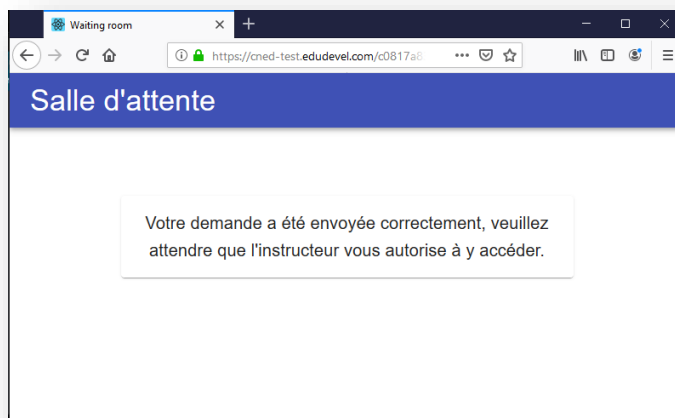 Waiting room
https://cned-test.edudevel.com/c0817a8
Salle d'attente
Votre demande a été envoyée correctement, veuillez
attendre que l'instructeur vous autorise à y accéder.